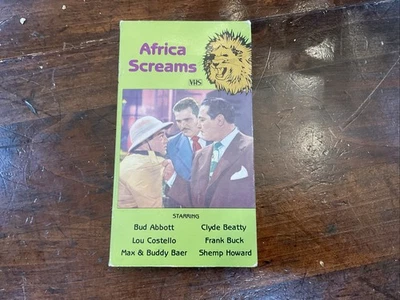 Africa
Screams
VHS
STARRING
Bud Abbott Clyde Beatty
Lou Costello Frank Buck
Max & Buddy Baer Shemp Howard